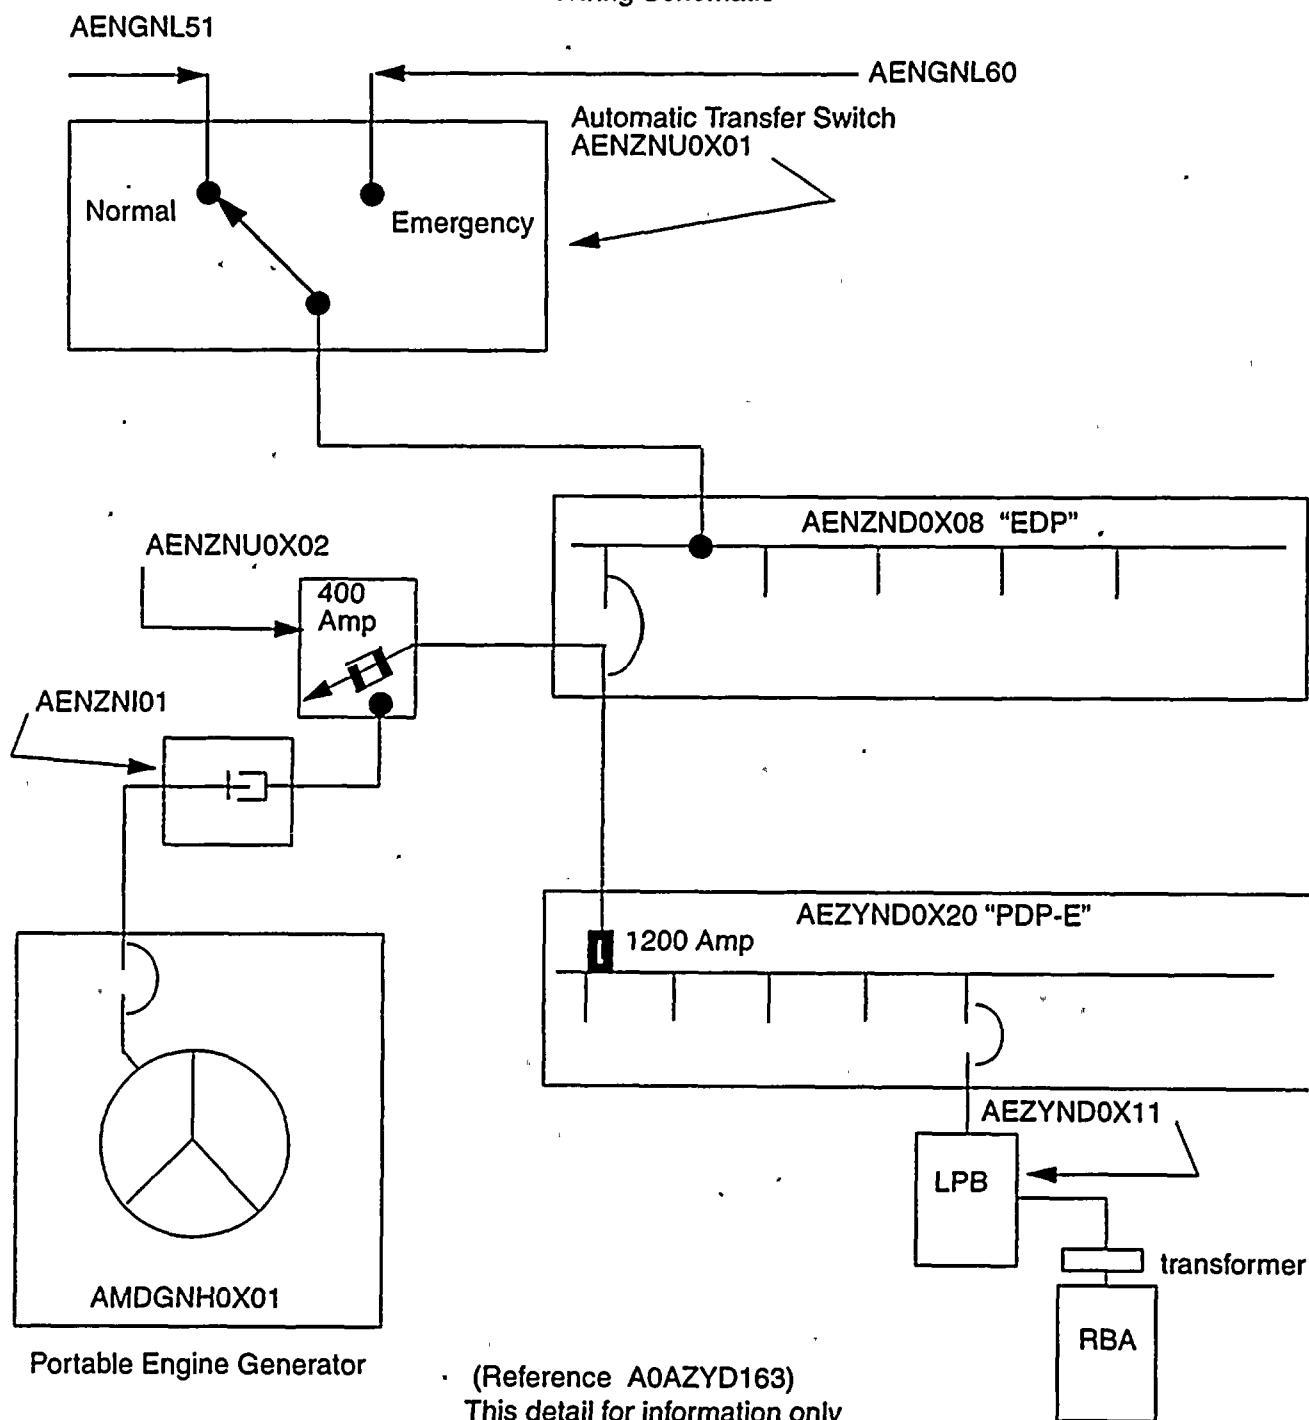 AENGNL51
AENGNL60
Automatic Transfer Switch
AENZNU0X01
Normal
Emergency
AENZND0X08 "EDP"
AENZNU0X02
400
Amp
AENZNI01
AEZYND0X20 "PDP-E"
1200 Amp
AEZYND0X11
LPB
transformer
AMDGNH0X01
RBA
Portable Engine Generator
(Reference A0AZYD163)
This detail for information only